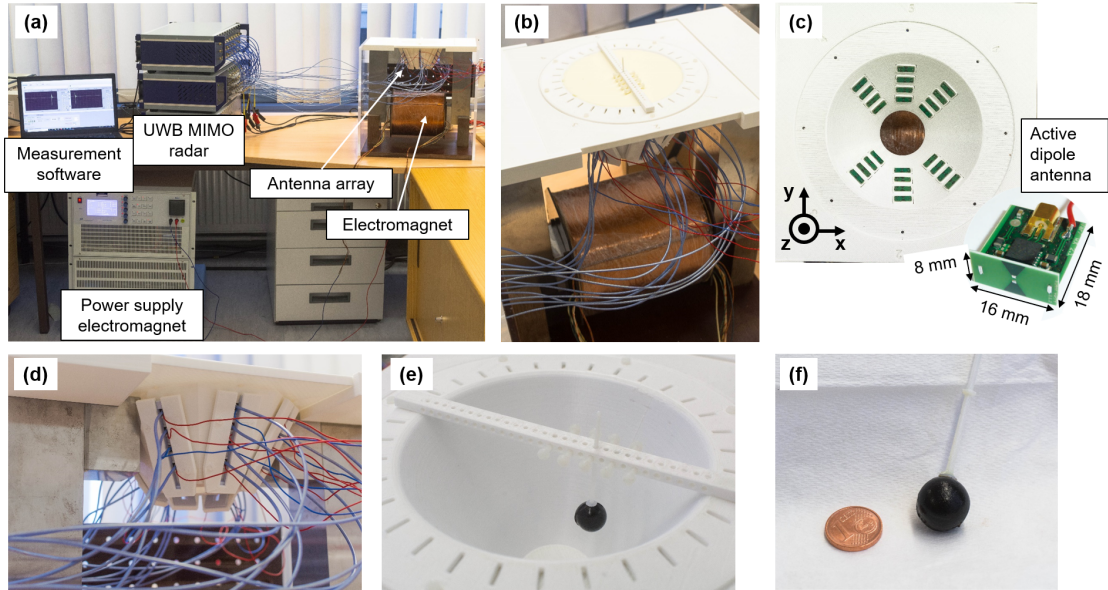 (a)
UWB MIMO
radar
Measurement
software
Antenna array
Electromagnet
Power supply
electromagnet
(b)
(c)
Active
dipole
antenna
y
z
x
8 mm
16 mm
18 mm
(d)
(e)
(f)